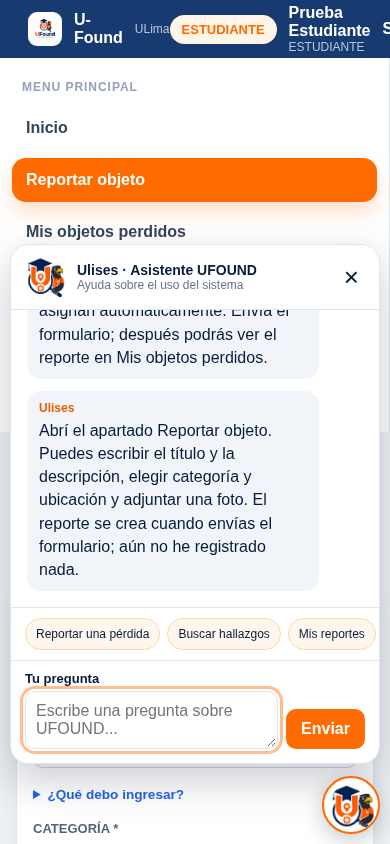 UFound
U-
Found
ULima
ESTUDIANTE
Prueba
Estudiante
ESTUDIANTE
S
MENU PRINCIPAL
Inicio
Reportar objeto
Mis objetos perdidos
Ulises · Asistente UFOUND
Ayuda sobre el uso del sistema
×
asignan automáticamente. Envía el
formulario; después podrás ver el
reporte en Mis objetos perdidos.
Ulises
Abrí el apartado Reportar objeto.
Puedes escribir el título y la
descripción, elegir categoría y
ubicación y adjuntar una foto. El
reporte se crea cuando envías el
formulario; aún no he registrado
nada.
Reportar una pérdida
Buscar hallazgos
Mis reportes
Tu pregunta
Escribe una pregunta sobre
UFOUND...
Enviar
¿Qué debo ingresar?
CATEGORÍA *